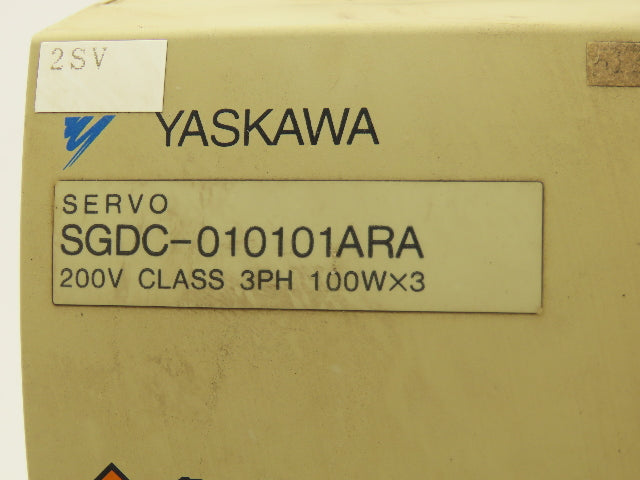 2SV
YASKAWA
SERVO
SGDC-010101ARA
200V CLASS 3PH 100W×3